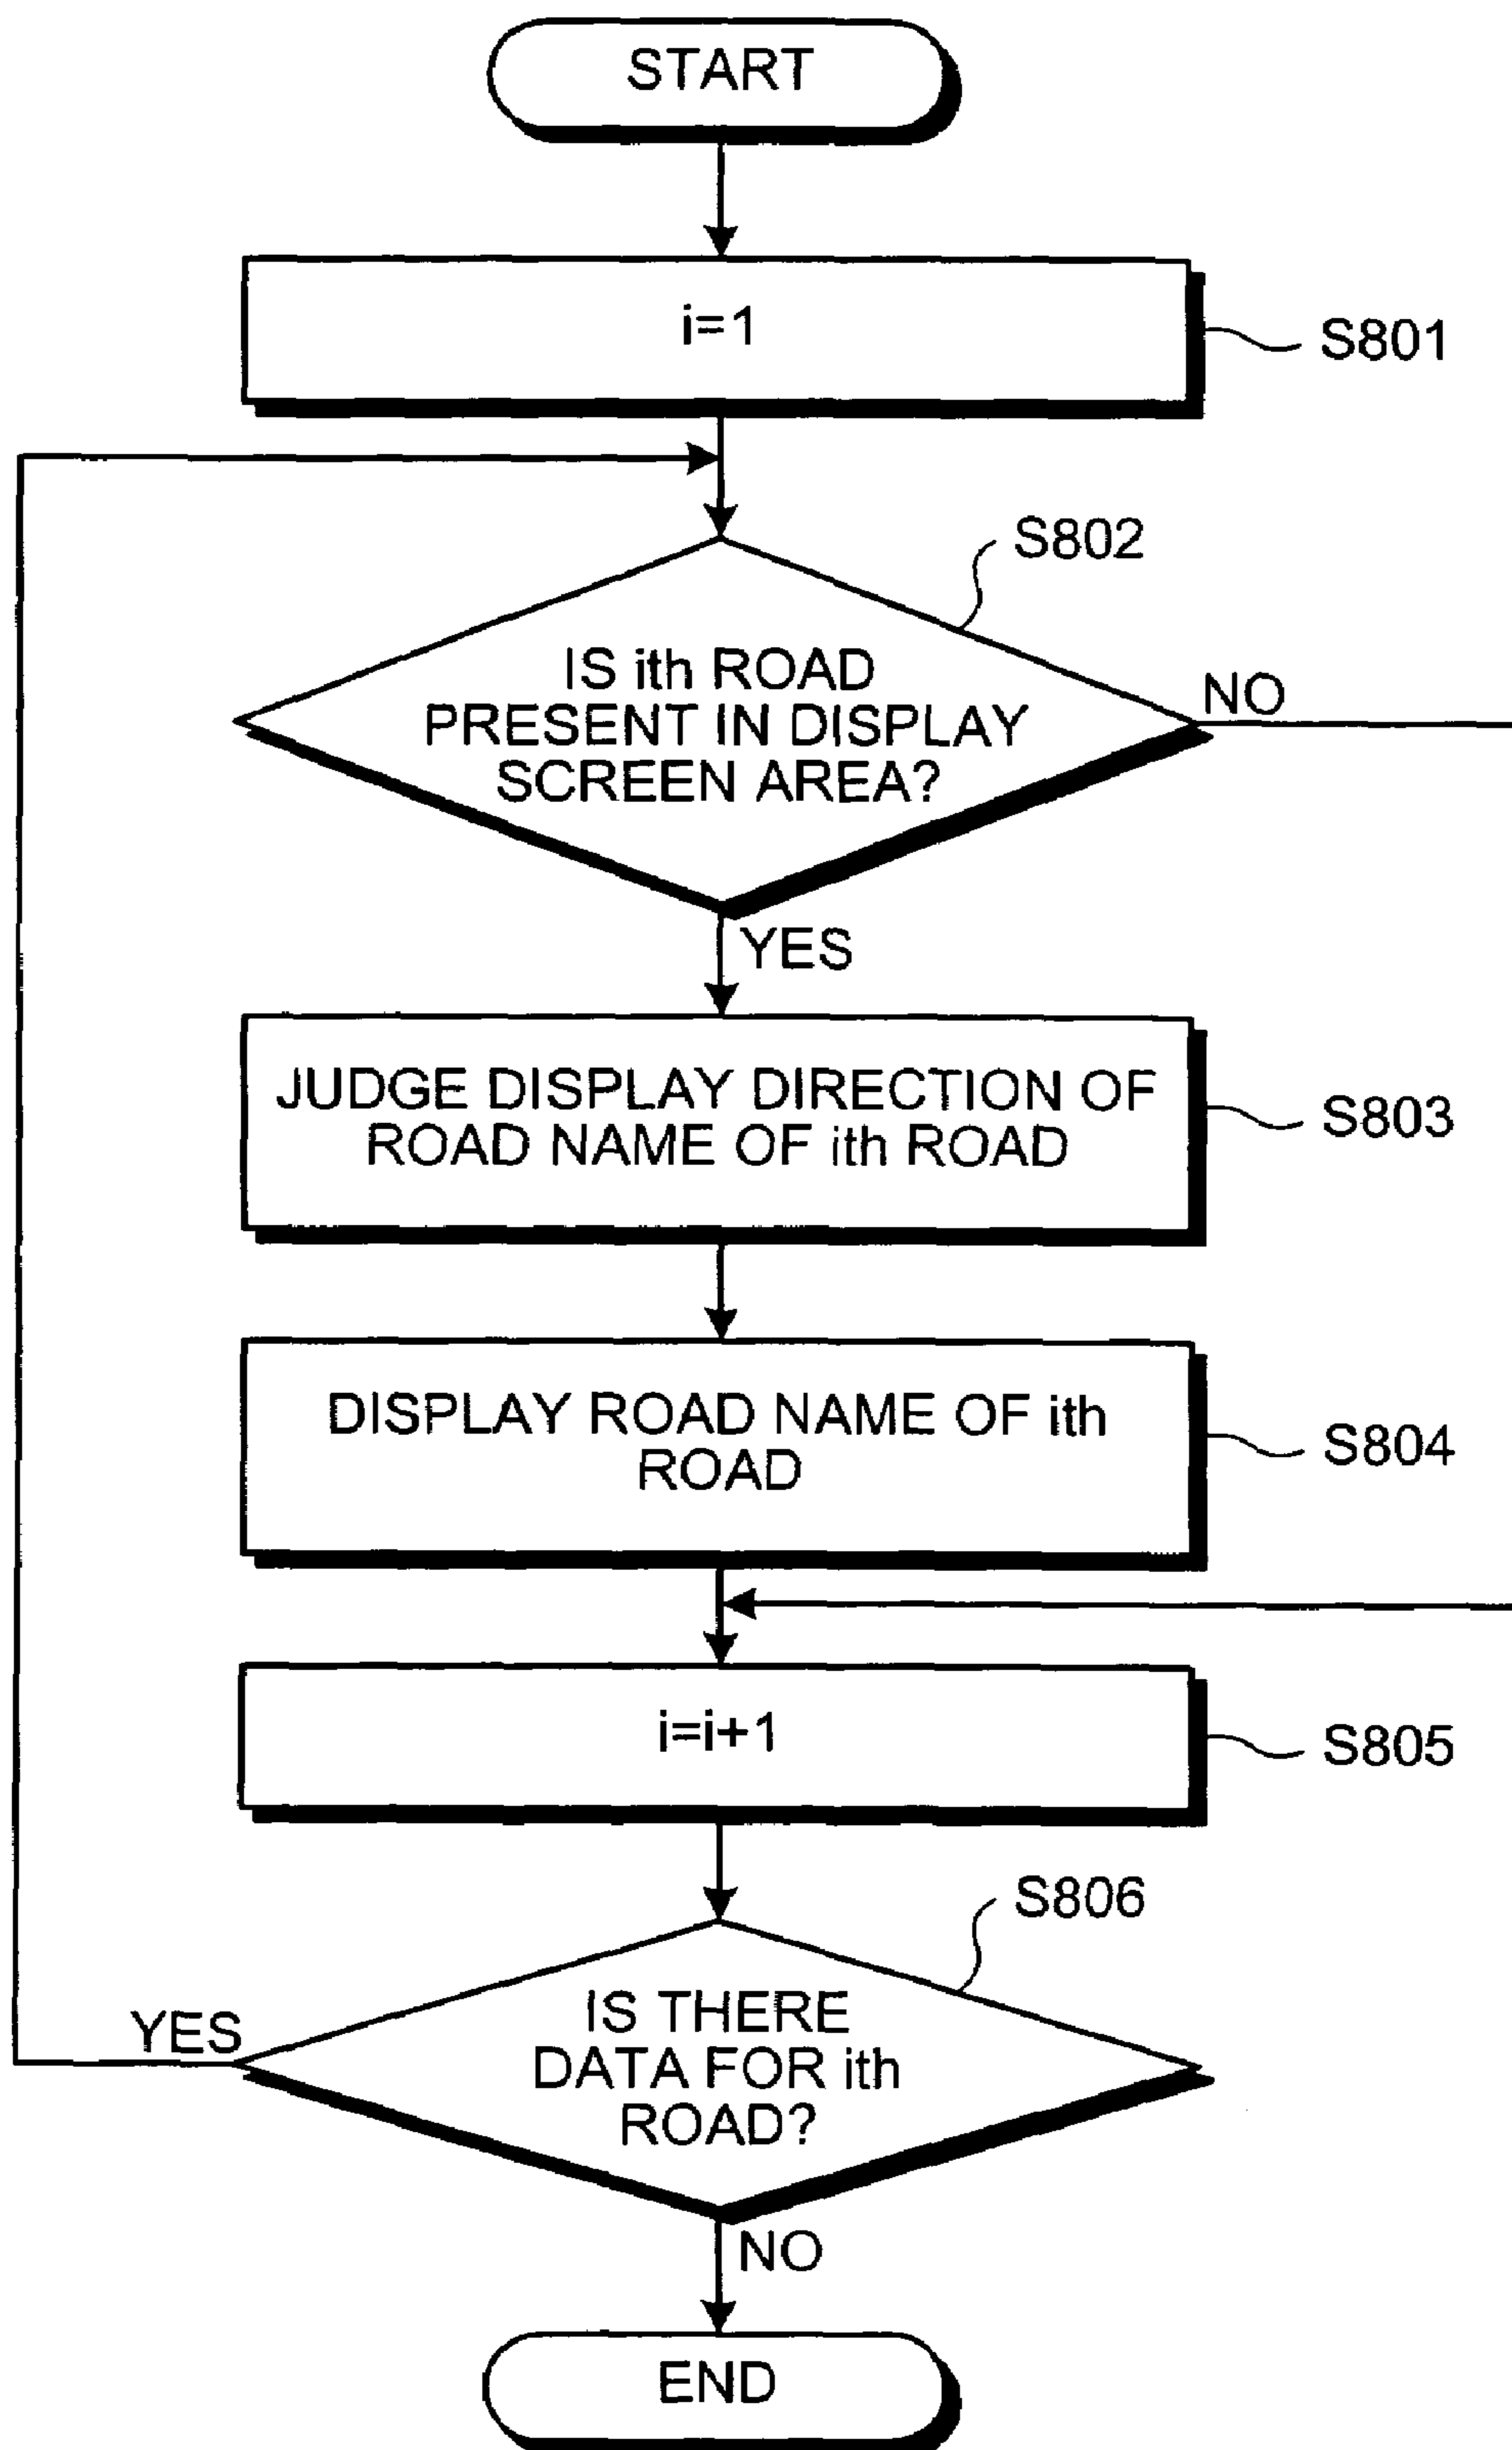 START
i=1
S801
S802
IS ith ROAD
PRESENT IN DISPLAY
SCREEN AREA?
NO
YES
JUDGE DISPLAY DIRECTION OF
ROAD NAME OF ith ROAD
S803
DISPLAY ROAD NAME OF ith
ROAD
S804
i=i+1
S805
S806
IS THERE
DATA FOR ith
ROAD?
YES
NO
END